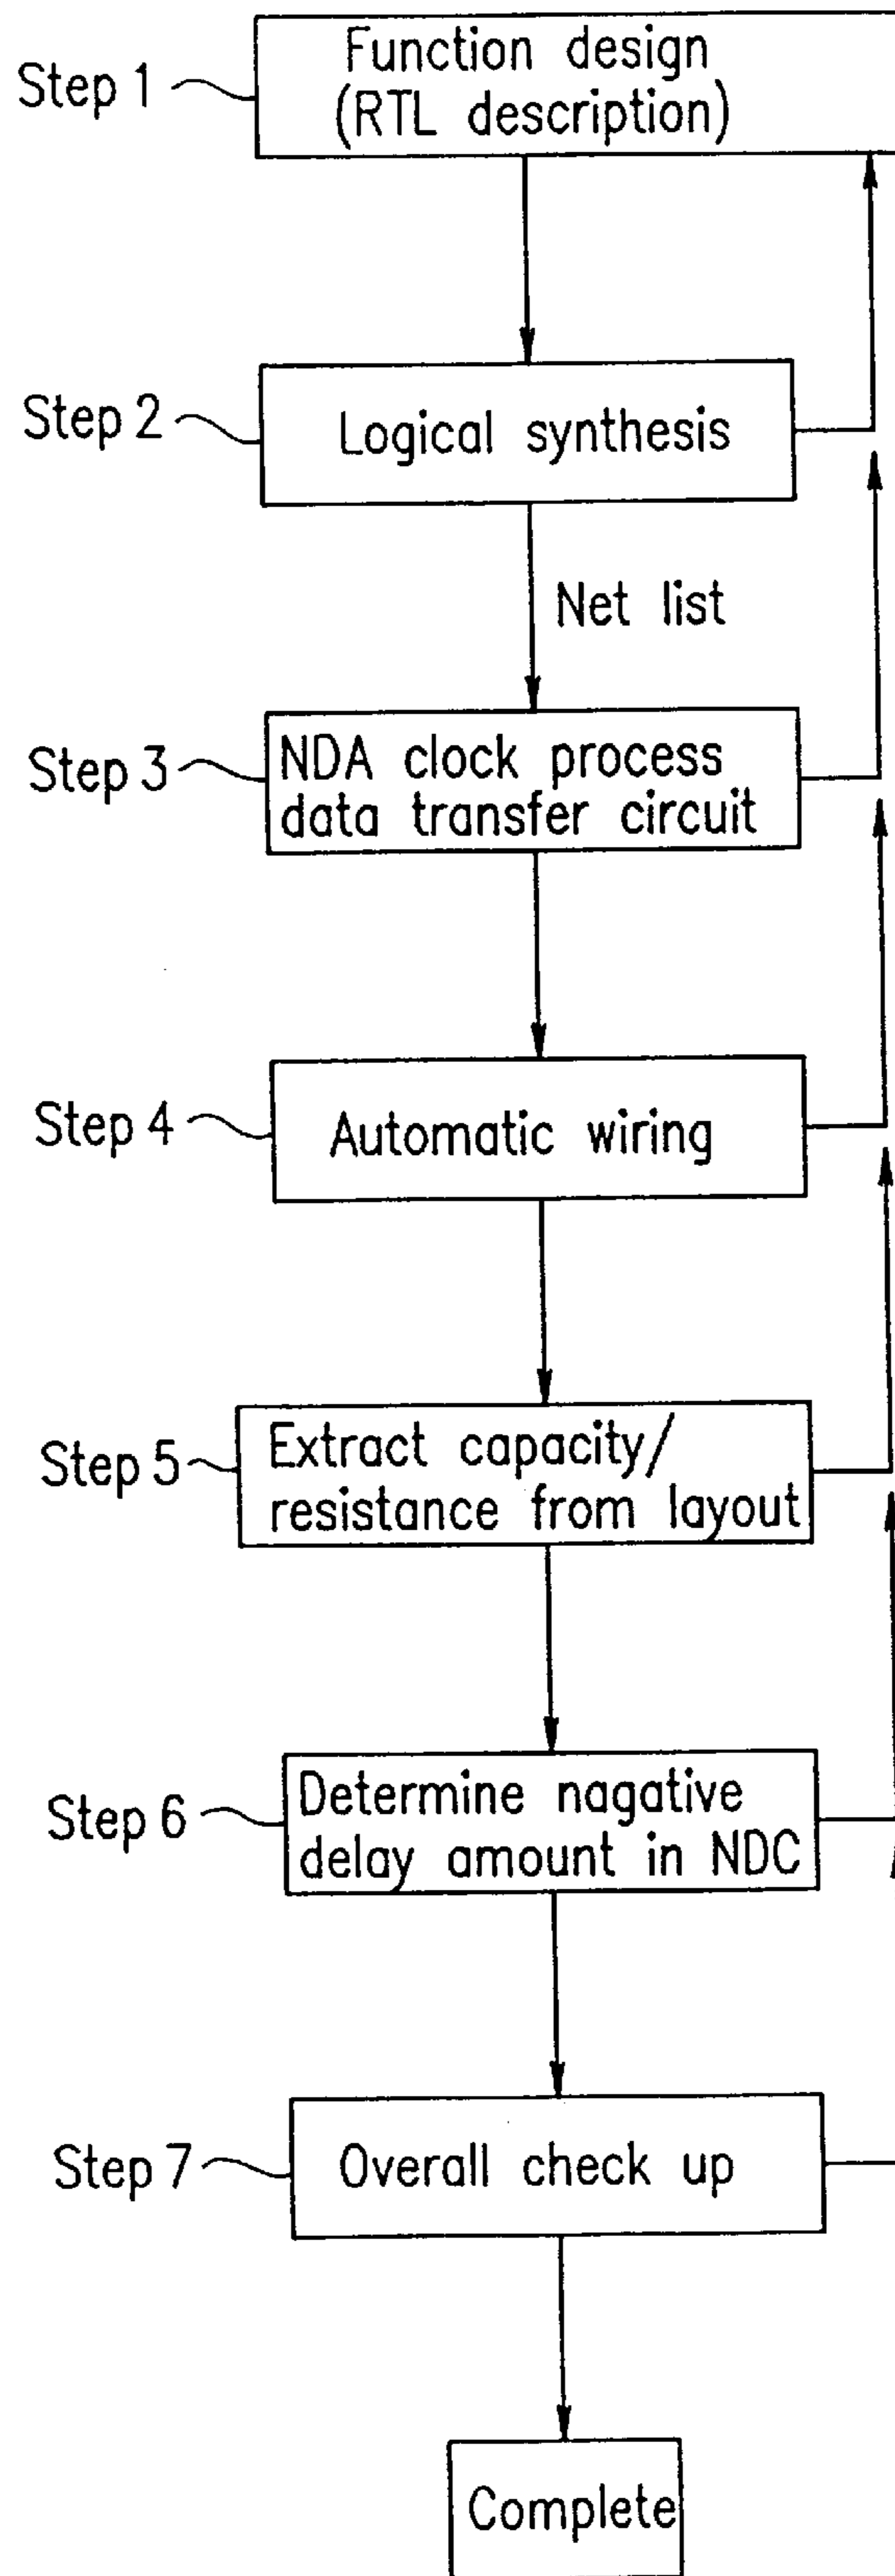 Step 1
Function design
(RTL description)
Step 2
Logical synthesis
Net list
Step 3
NDA clock process
data transfer circuit
Step 4
Automatic wiring
Step 5
Extract capacity/
resistance from layout
Step 6
Determine nagative
delay amount in NDC
Step 7
Overall check up
Complete